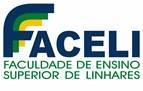 FACELI
FACULDADE DE ENSINO
SUPERIOR DE LINHARES